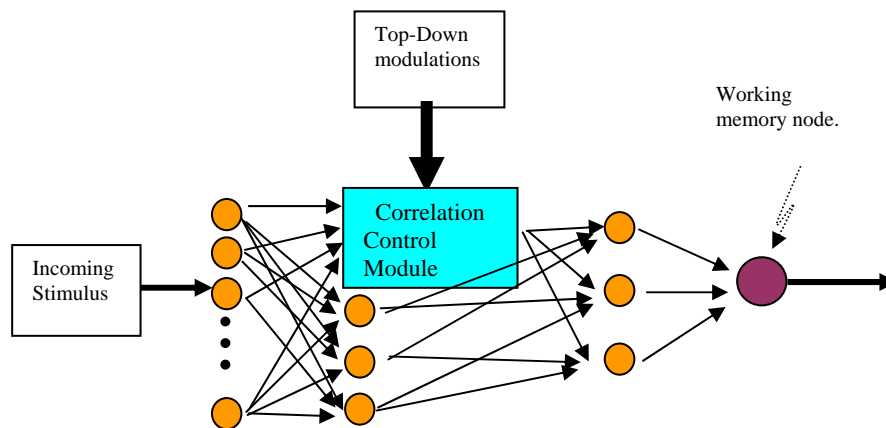 Top-Down
modulations
Working
memory node.
Correlation
Control
Module
Incoming
Stimulus